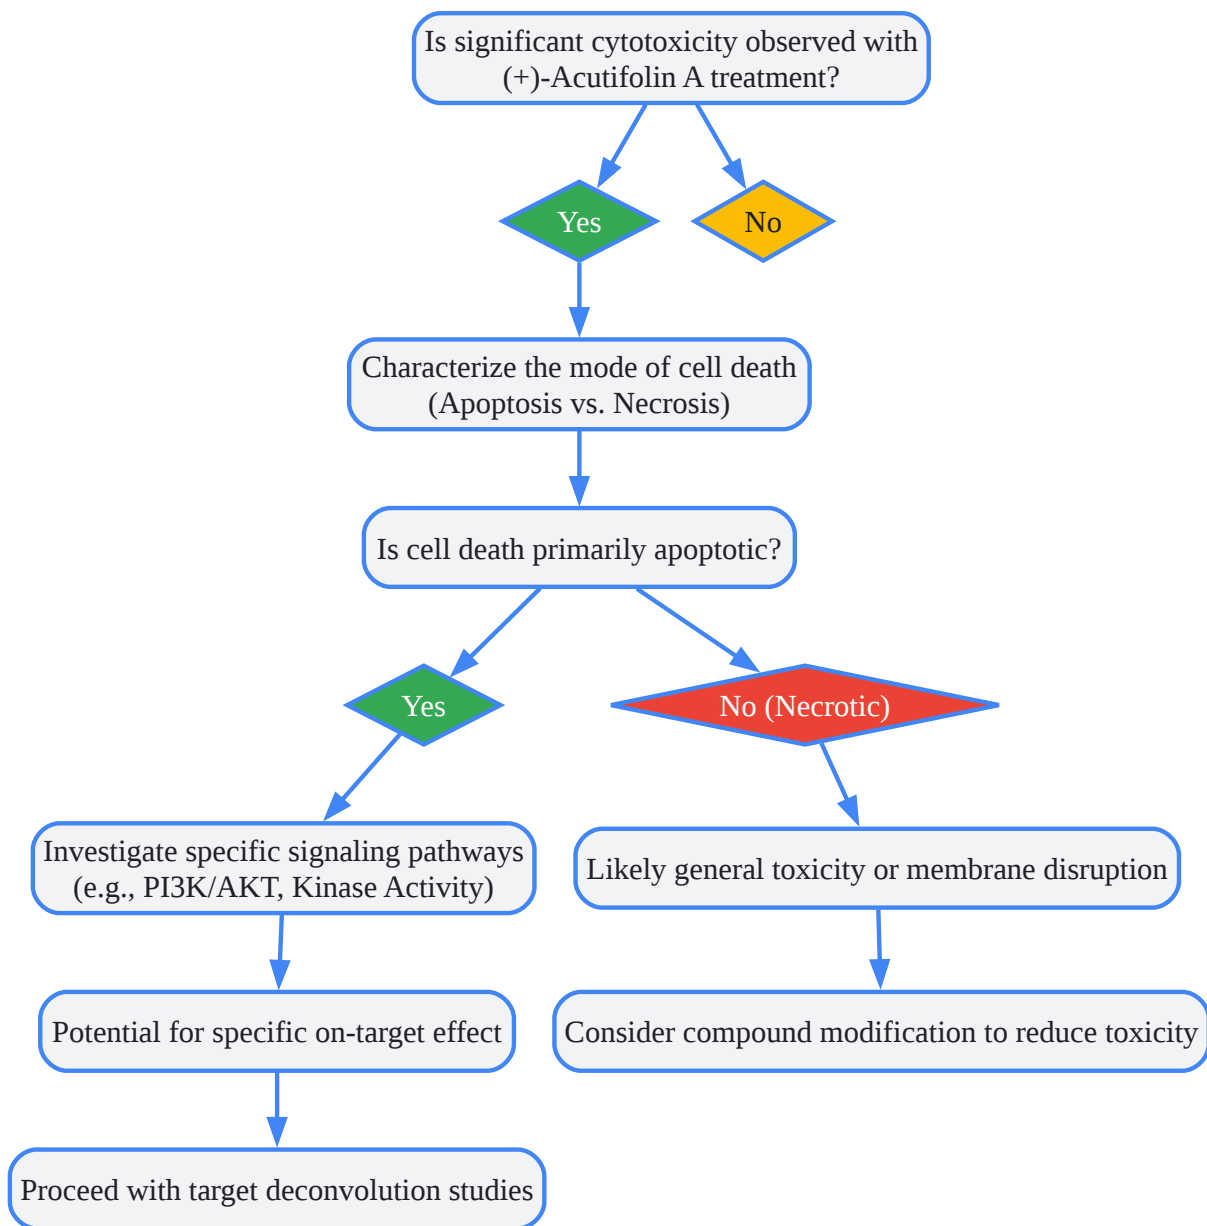 Is significant cytotoxicity observed with
(+)-Acutifolin A treatment?
Yes
No
Characterize the mode of cell death
(Apoptosis vs. Necrosis)
Is cell death primarily apoptotic?
Yes
No (Necrotic)
Investigate specific signaling pathways
(e.g., PI3K/AKT, Kinase Activity)
Likely general toxicity or membrane disruption
Potential for specific on-target effect
Consider compound modification to reduce toxicity
Proceed with target deconvolution studies